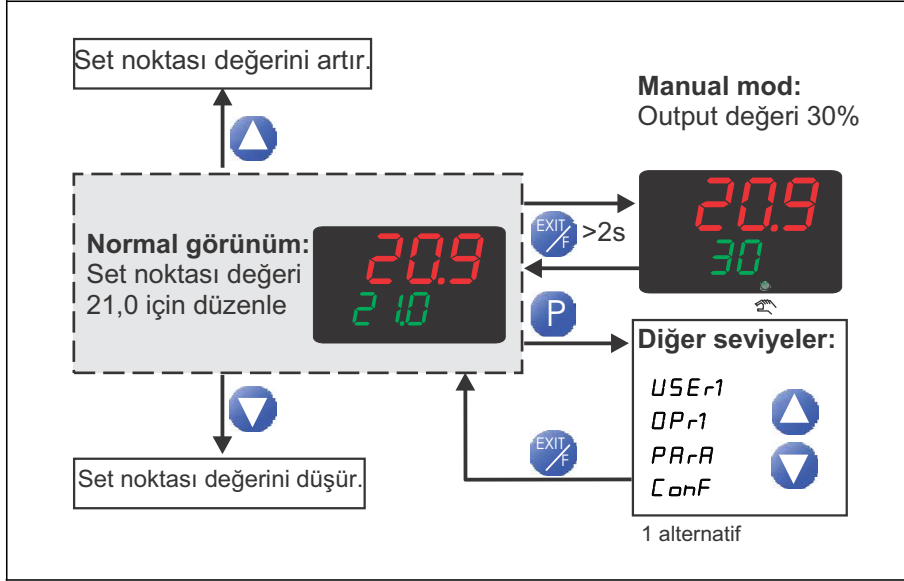 Set noktası değerini artır.
Manual mod:
Output değeri 30%
Normal görünüm:
Set noktası değeri
21,0 için düzenle
20.9
21.0
EXIT/F
>2s
20.9
30
P
Diğer seviyeler:
USEr1
OPr1
PArA
ConF
EXIT/F
Set noktası değerini düşür.
1 alternatif